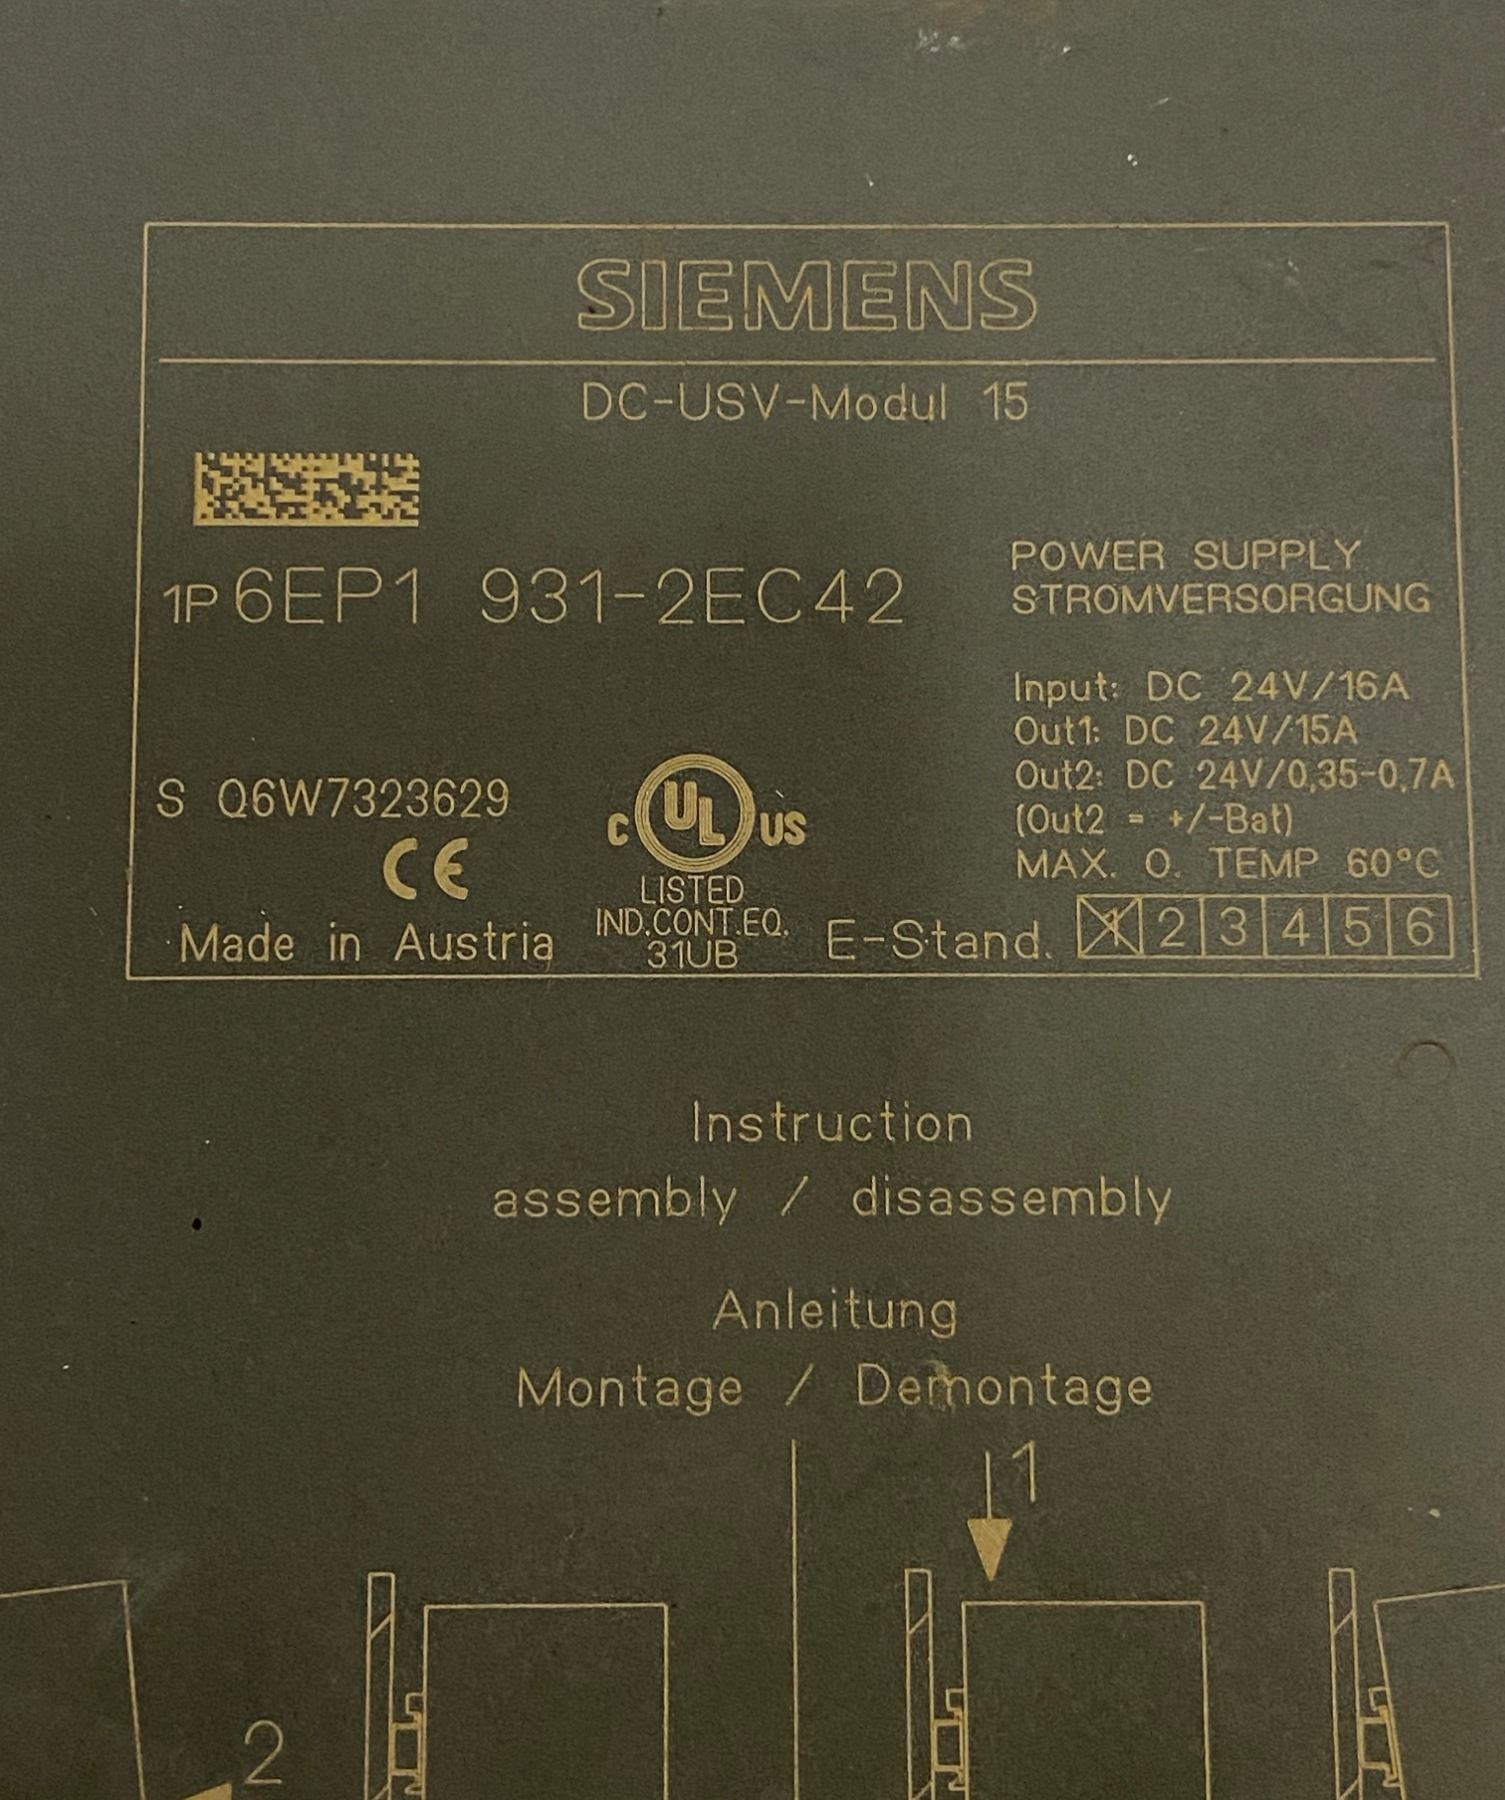 SIEMENS
DC-USV-Modul 15
1P 6EP1 931-2EC42
POWER SUPPLY
STROMVERSORGUNG
Input: DC 24V/16A
Out1: DC 24V/15A
Out2: DC 24V/0,35-0,7A
(Out2 = +/-Bat)
MAX. O. TEMP 60°C
S Q6W7323629
C UL US
LISTED
IND.CONT.EQ.
31UB
CE
Made in Austria
E-Stand. 1 2 3 4 5 6
Instruction
assembly / disassembly
Anleitung
Montage / Demontage
1
2